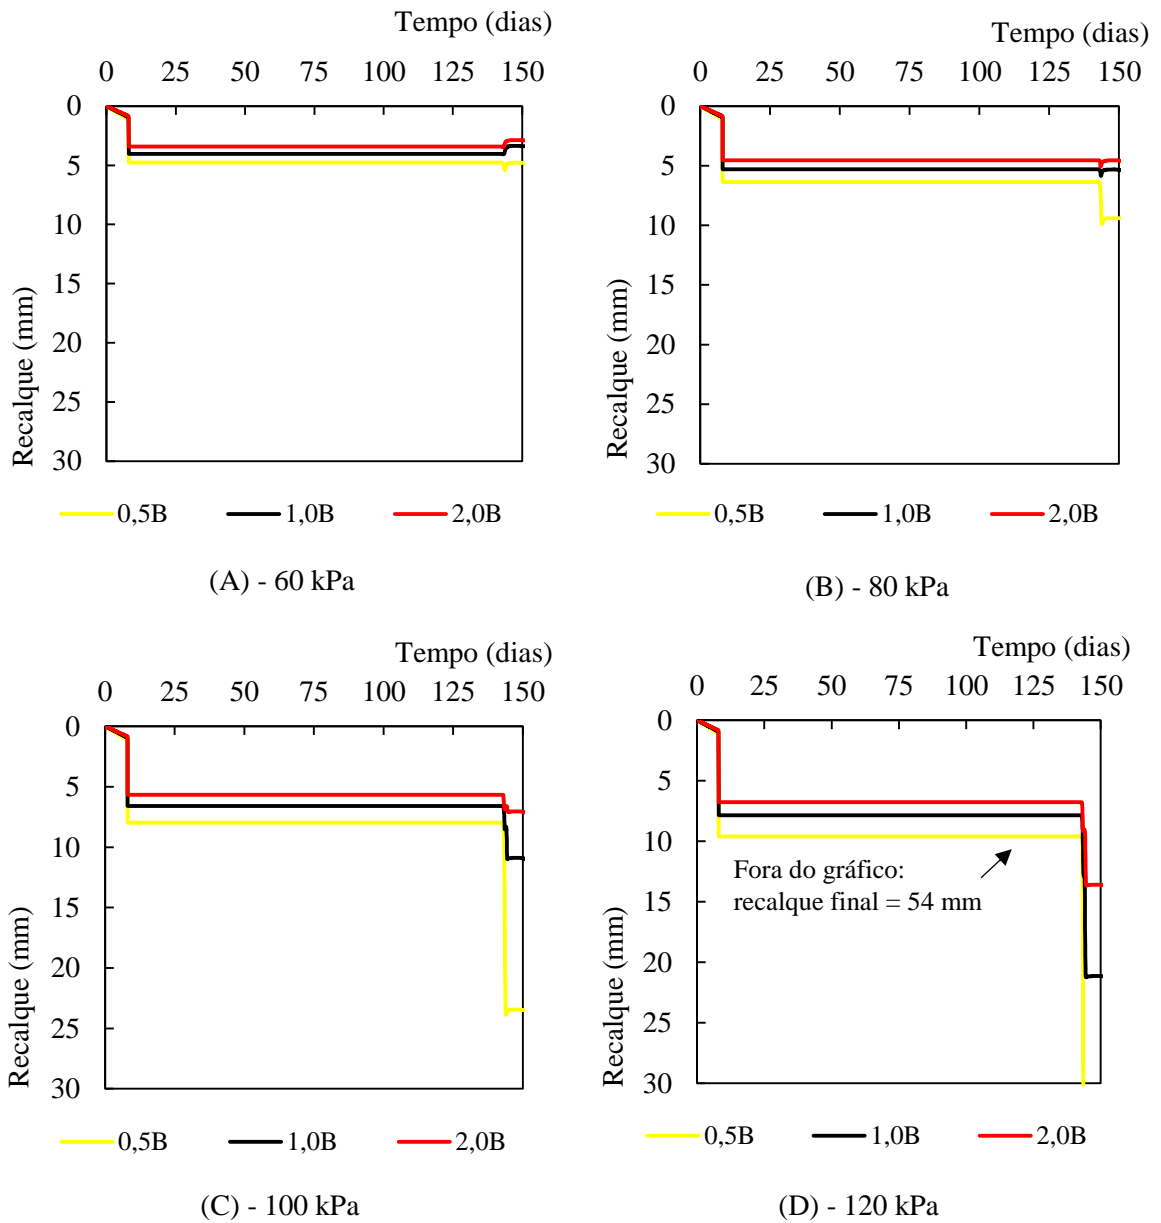 Tempo (dias)
0 25 50 75 100 125 150
0
5
10
15
20
25
30
Recalque (mm)
0,5B 1,0B 2,0B
(A) - 60 kPa
Tempo (dias)
0 25 50 75 100 125 150
0
5
10
15
20
25
30
Recalque (mm)
0,5B 1,0B 2,0B
(B) - 80 kPa
Tempo (dias)
0 25 50 75 100 125 150
0
5
10
15
20
25
30
Recalque (mm)
0,5B 1,0B 2,0B
(C) - 100 kPa
Tempo (dias)
0 25 50 75 100 125 150
0
5
10
15
20
25
30
Recalque (mm)
Fora do gráfico:
recalque final = 54 mm
0,5B 1,0B 2,0B
(D) - 120 kPa